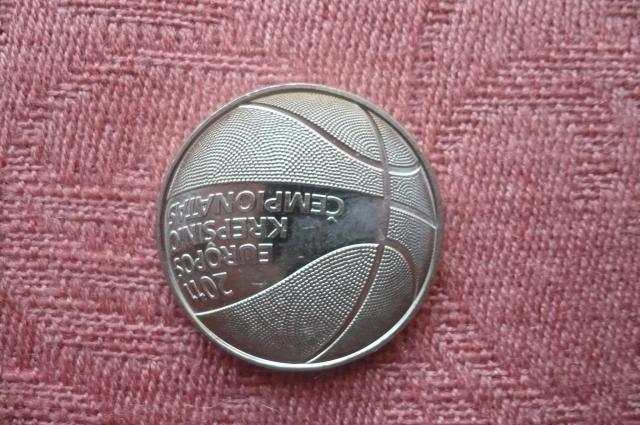 2011
EUROPOS
KREPŠINIO
ČEMPIONATAS